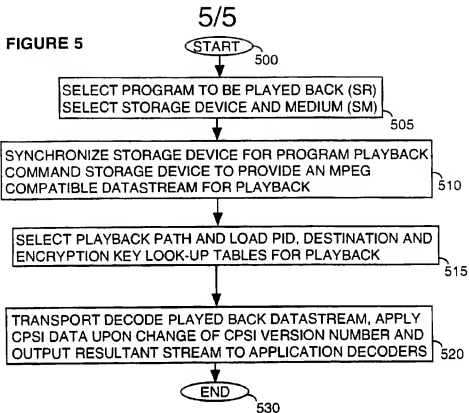 5/5
FIGURE 5
START
500
SELECT PROGRAM TO BE PLAYED BACK (SR)
SELECT STORAGE DEVICE AND MEDIUM (SM)
505
SYNCHRONIZE STORAGE DEVICE FOR PROGRAM PLAYBACK
COMMAND STORAGE DEVICE TO PROVIDE AN MPEG
COMPATIBLE DATASTREAM FOR PLAYBACK
510
SELECT PLAYBACK PATH AND LOAD PID, DESTINATION AND
ENCRYPTION KEY LOOK-UP TABLES FOR PLAYBACK
515
TRANSPORT DECODE PLAYED BACK DATASTREAM, APPLY
CPSI DATA UPON CHANGE OF CPSI VERSION NUMBER AND
OUTPUT RESULTANT STREAM TO APPLICATION DECODERS
520
END
530